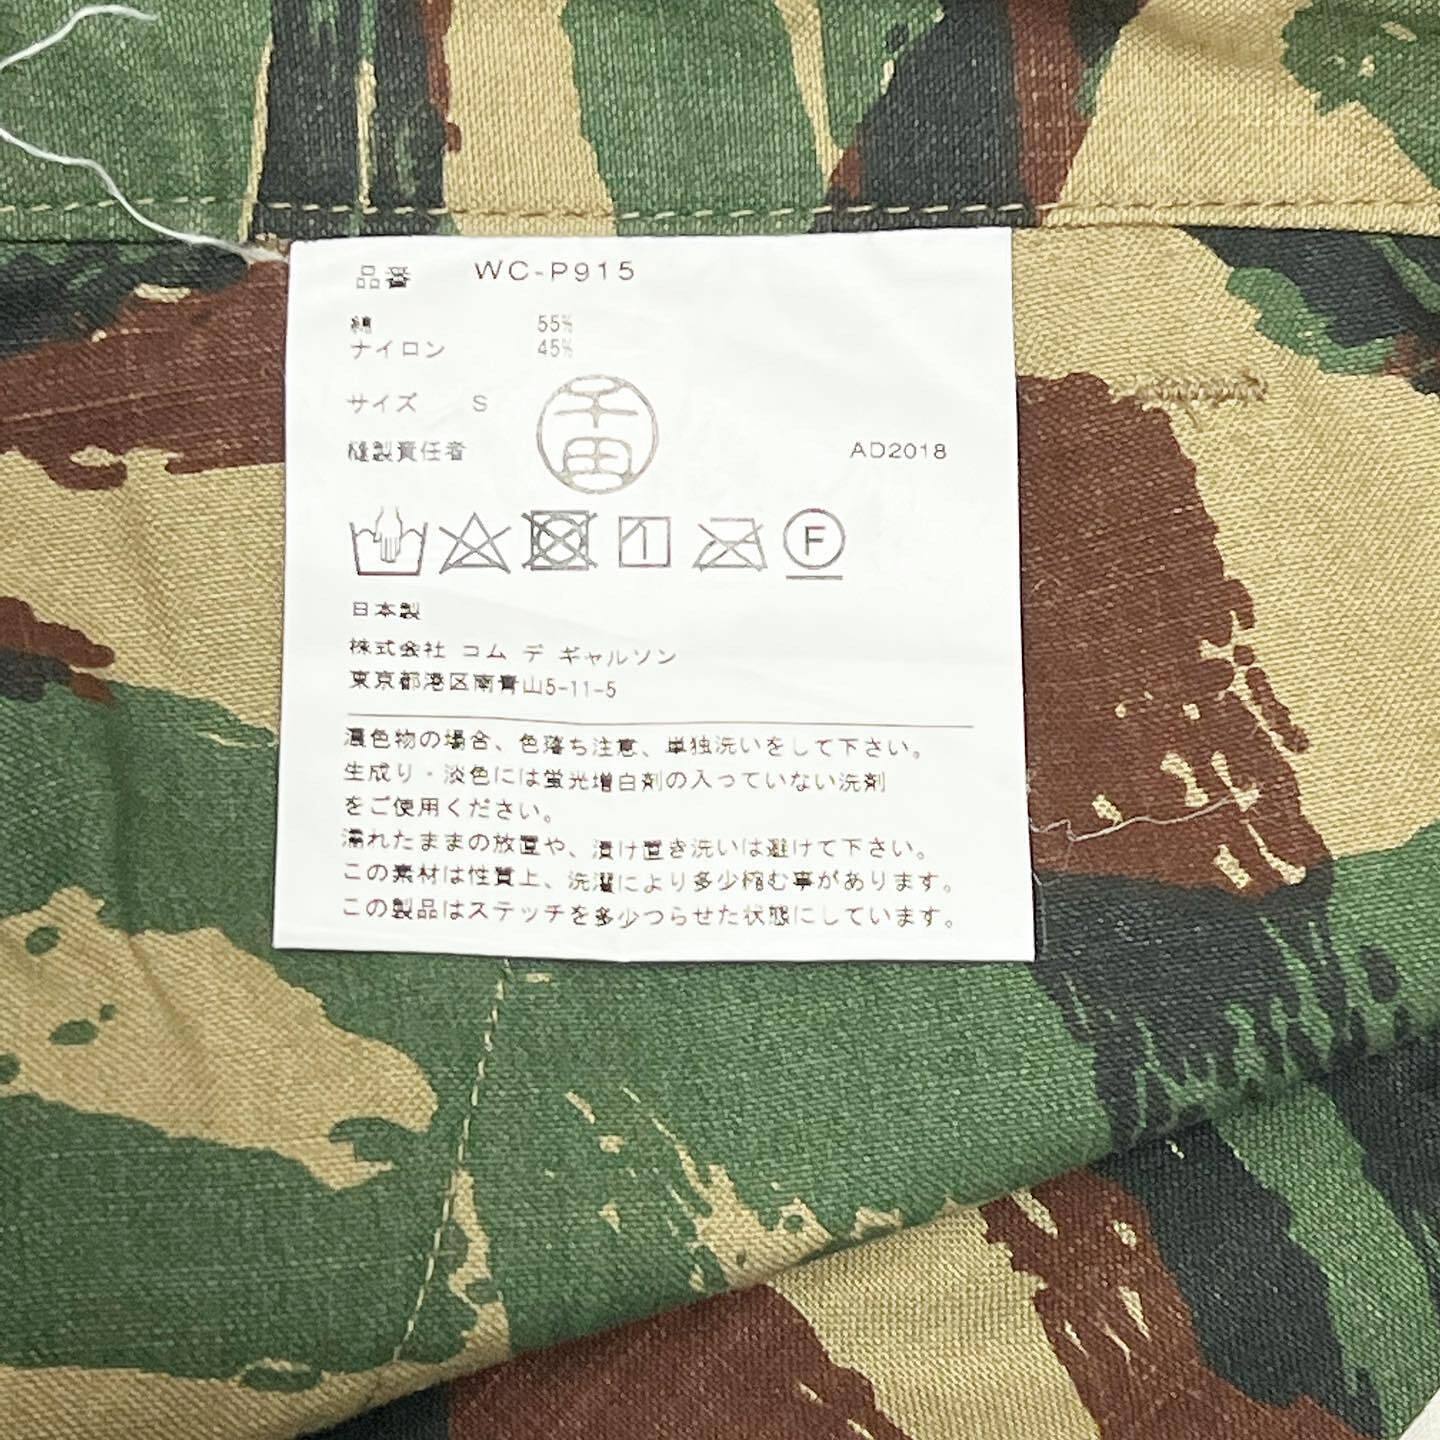 品番 WC-P915
綿 55%
ナイロン 45%
サイズ S
縫製責任者 千田 AD2018
F
日本製
株式会社 コム デ ギャルソン
東京都港区南青山5-11-5
濃色物の場合、色落ち注意、単独洗いをして下さい。
生成り・淡色には蛍光増白剤の入っていない洗剤
をご使用ください。
濡れたままの放置や、漬け置き洗いは避けて下さい。
この素材は性質上、洗濯により多少縮む事があります。
この製品はステッチを多少つらせた状態にしています。